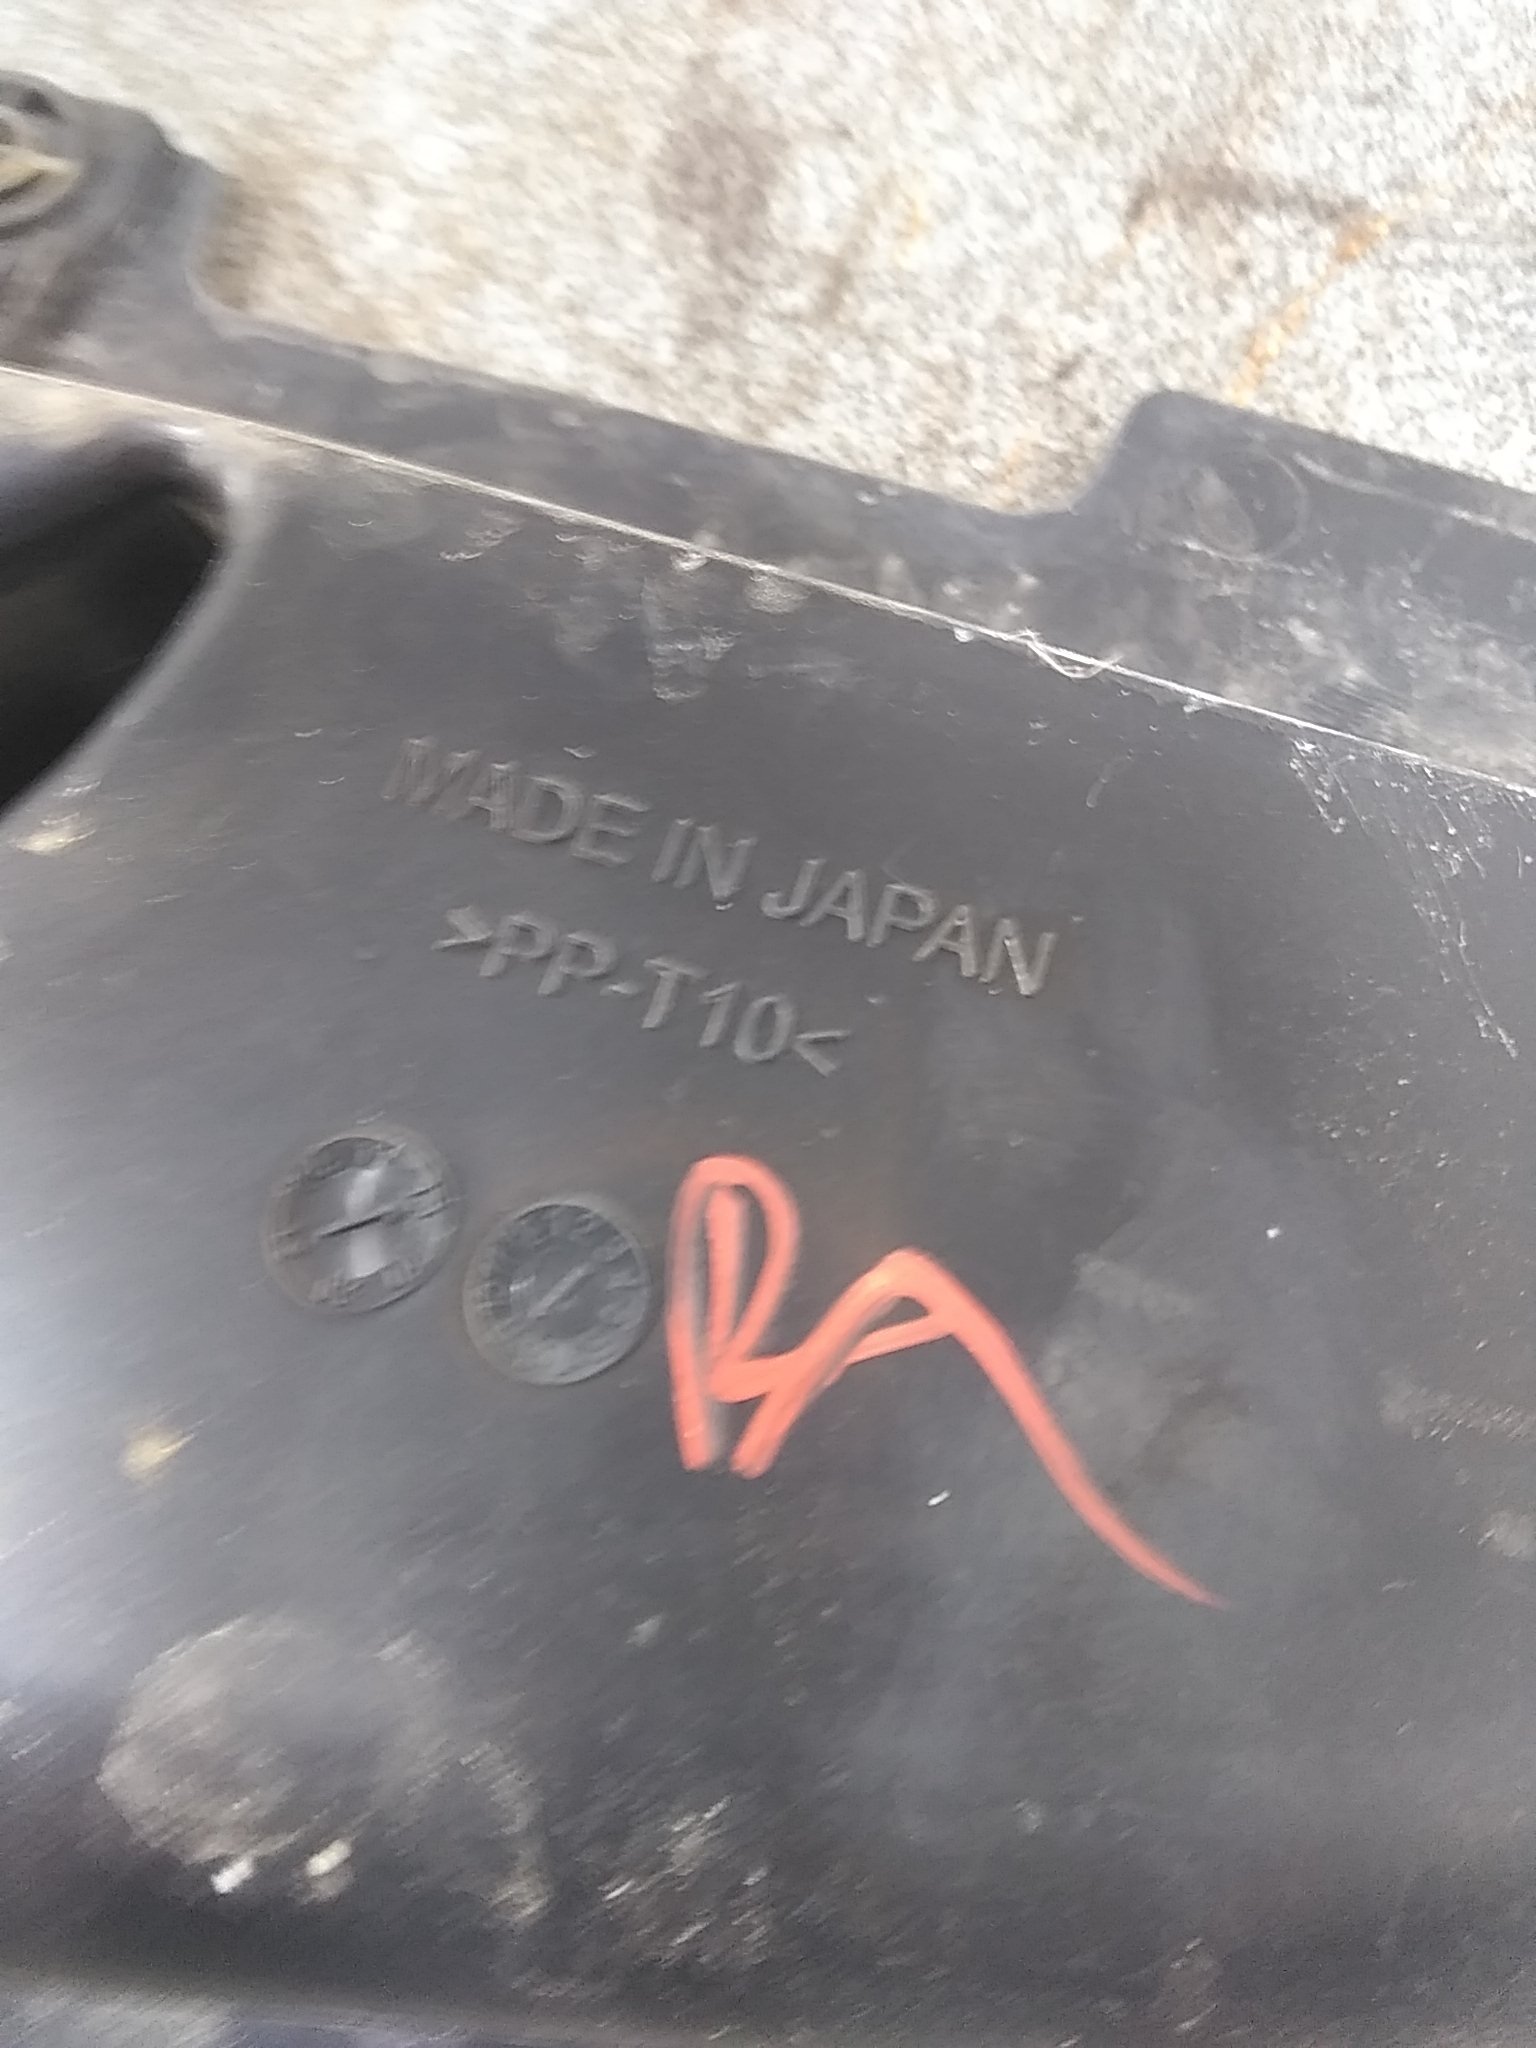 MADE IN JAPAN
>PP-T10<
RA